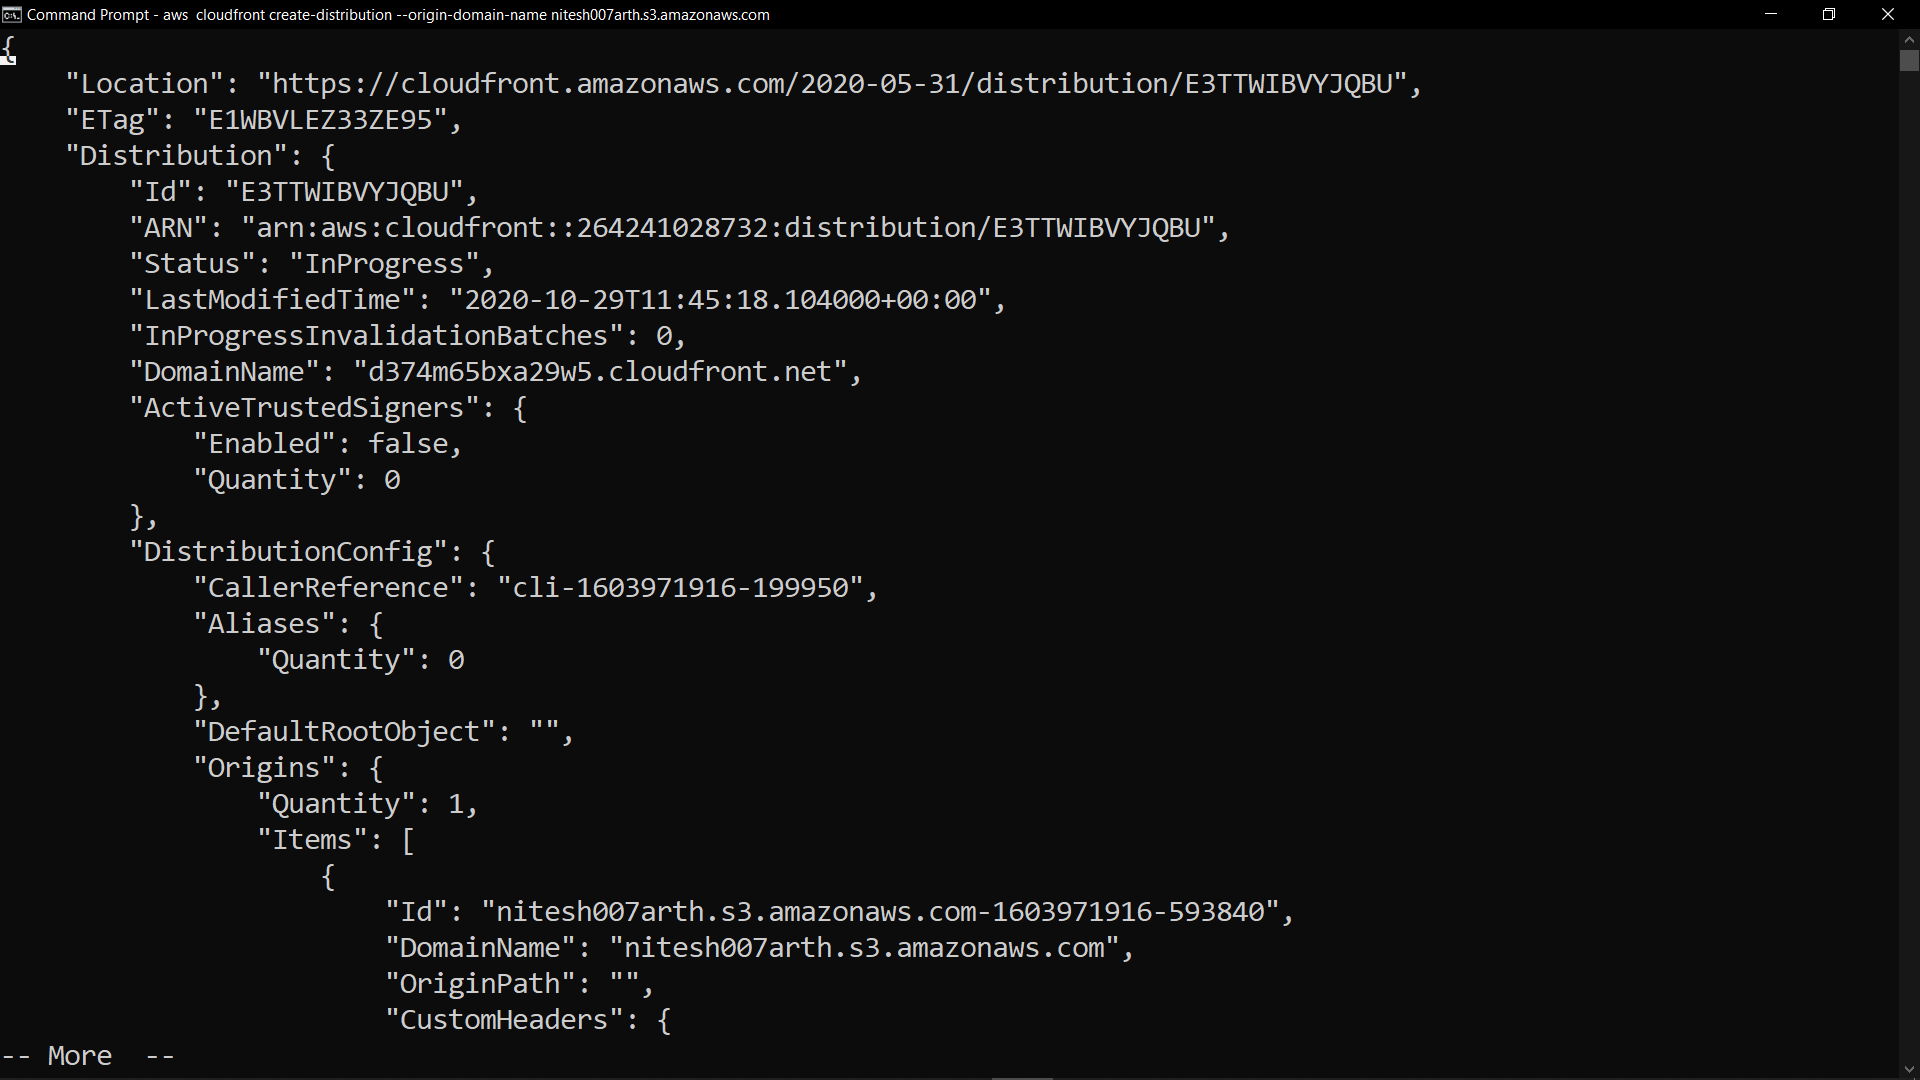 Command Prompt - aws  cloudfront create-distribution --origin-domain-name nitesh007arth.s3.amazonaws.com
{
    "Location": "https://cloudfront.amazonaws.com/2020-05-31/distribution/E3TTWIBVYJQBU",
    "ETag": "E1WBVLEZ33ZE95",
    "Distribution": {
        "Id": "E3TTWIBVYJQBU",
        "ARN": "arn:aws:cloudfront::264241028732:distribution/E3TTWIBVYJQBU",
        "Status": "InProgress",
        "LastModifiedTime": "2020-10-29T11:45:18.104000+00:00",
        "InProgressInvalidationBatches": 0,
        "DomainName": "d374m65bxa29w5.cloudfront.net",
        "ActiveTrustedSigners": {
            "Enabled": false,
            "Quantity": 0
        },
        "DistributionConfig": {
            "CallerReference": "cli-1603971916-199950",
            "Aliases": {
                "Quantity": 0
            },
            "DefaultRootObject": "",
            "Origins": {
                "Quantity": 1,
                "Items": [
                    {
                        "Id": "nitesh007arth.s3.amazonaws.com-1603971916-593840",
                        "DomainName": "nitesh007arth.s3.amazonaws.com",
                        "OriginPath": "",
                        "CustomHeaders": {
-- More  --